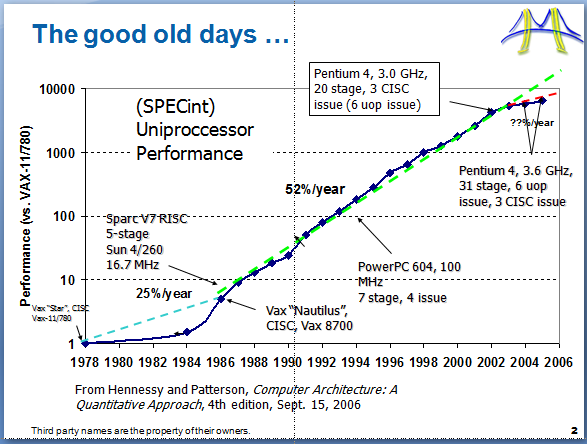 The good old days …
Pentium 4, 3.0 GHz,
20 stage, 3 CISC
issue (6 uop issue)
10000
(SPECint)
Uniproccessor
Performance
??%/year
1000
Pentium 4, 3.6 GHz,
31 stage, 6 uop
issue, 3 CISC issue
52%/year
Performance (vs. VAX-11/780)
100
Sparc V7 RISC
5-stage
Sun 4/260
16.7 MHz
PowerPC 604, 100
MHz
7 stage, 4 issue
10
25%/year
Vax "Star", CISC
Vax-11/780
Vax "Nautilus",
CISC, Vax 8700
1
1978 1980 1982 1984 1986 1988 1990 1992 1994 1996 1998 2000 2002 2004 2006
From Hennessy and Patterson, Computer Architecture: A
Quantitative Approach, 4th edition, Sept. 15, 2006
Third party names are the property of their owners.
2